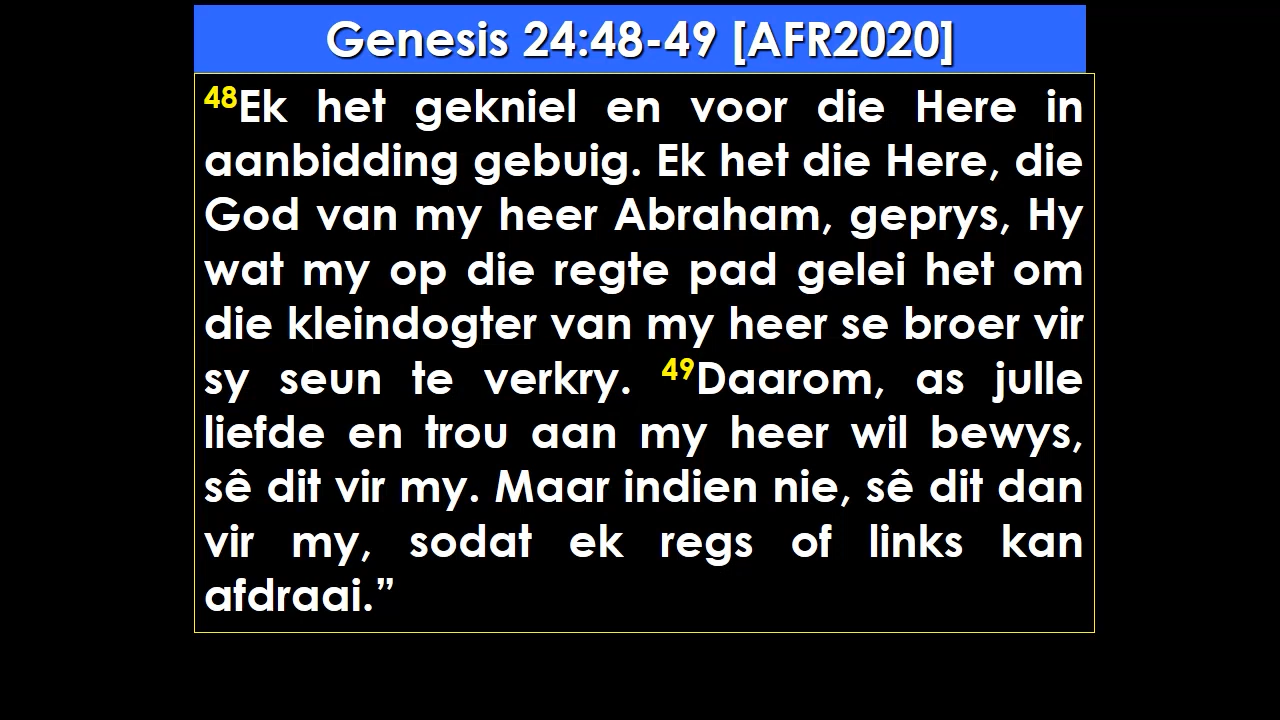 Genesis 24:48-49 [AFR2020]
48Ek het gekniel en voor die Here in
aanbidding gebuig. Ek het die Here, die
God van my heer Abraham, geprys, Hy
wat my op die regte pad gelei het om
die kleindogter van my heer se broer vir
sy seun te verkry. 49Daarom, as julle
liefde en trou aan my heer wil bewys,
sê dit vir my. Maar indien nie, sê dit dan
vir my, sodat ek regs of links kan
afdraai.”